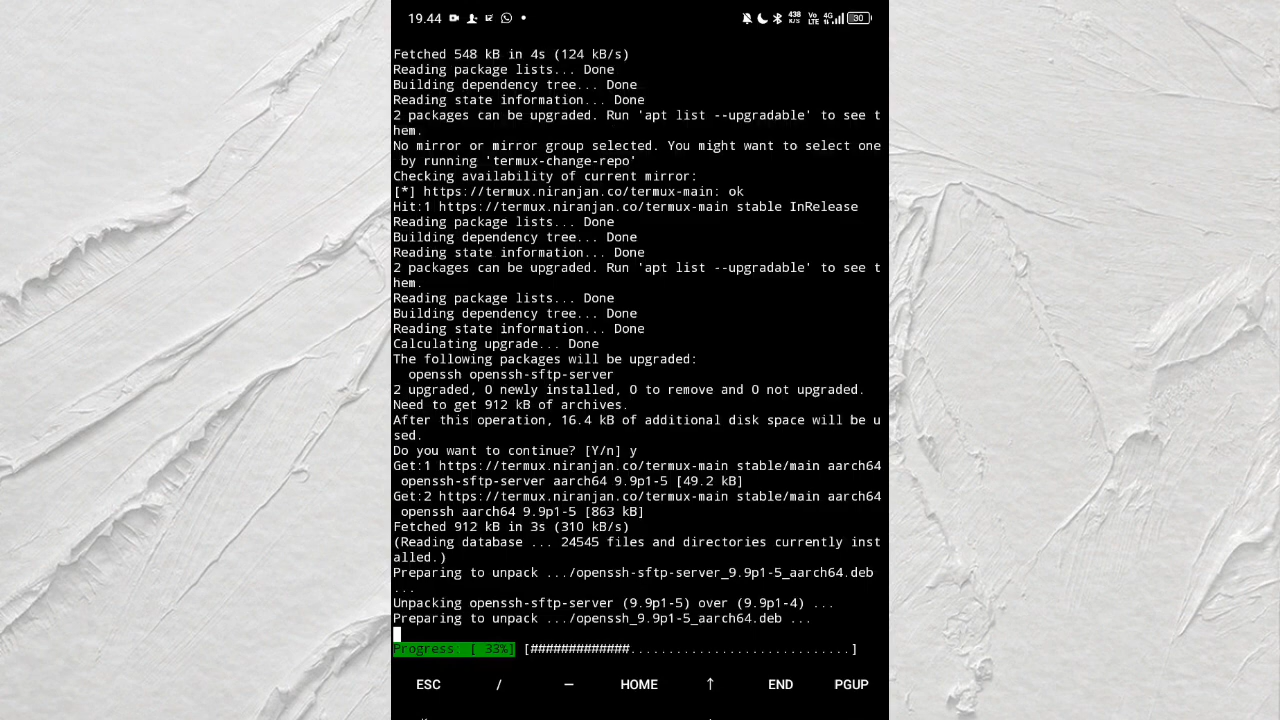 19.44
438 K/S Vo LTE 4G 30
Fetched 548 kB in 4s (124 kB/s)
Reading package lists... Done
Building dependency tree... Done
Reading state information... Done
2 packages can be upgraded. Run 'apt list --upgradable' to see t
hem.
No mirror or mirror group selected. You might want to select one
by running 'termux-change-repo'
Checking availability of current mirror:
[*] https://termux.niranjan.co/termux-main: ok
Hit:1 https://termux.niranjan.co/termux-main stable InRelease
Reading package lists... Done
Building dependency tree... Done
Reading state information... Done
2 packages can be upgraded. Run 'apt list --upgradable' to see t
hem.
Reading package lists... Done
Building dependency tree... Done
Reading state information... Done
Calculating upgrade... Done
The following packages will be upgraded:
openssh openssh-sftp-server
2 upgraded, 0 newly installed, 0 to remove and 0 not upgraded.
Need to get 912 kB of archives.
After this operation, 16.4 kB of additional disk space will be u
sed.
Do you want to continue? [Y/n] y
Get:1 https://termux.niranjan.co/termux-main stable/main aarch64
openssh-sftp-server aarch64 9.9p1-5 [49.2 kB]
Get:2 https://termux.niranjan.co/termux-main stable/main aarch64
openssh aarch64 9.9p1-5 [863 kB]
Fetched 912 kB in 3s (310 kB/s)
(Reading database ... 24545 files and directories currently inst
alled.)
Preparing to unpack .../openssh-sftp-server_9.9p1-5_aarch64.deb
...
Unpacking openssh-sftp-server (9.9p1-5) over (9.9p1-4) ...
Preparing to unpack .../openssh_9.9p1-5_aarch64.deb ...
Progress: [ 33%] [#############.............................]
ESC / — HOME ↑ END PGUP